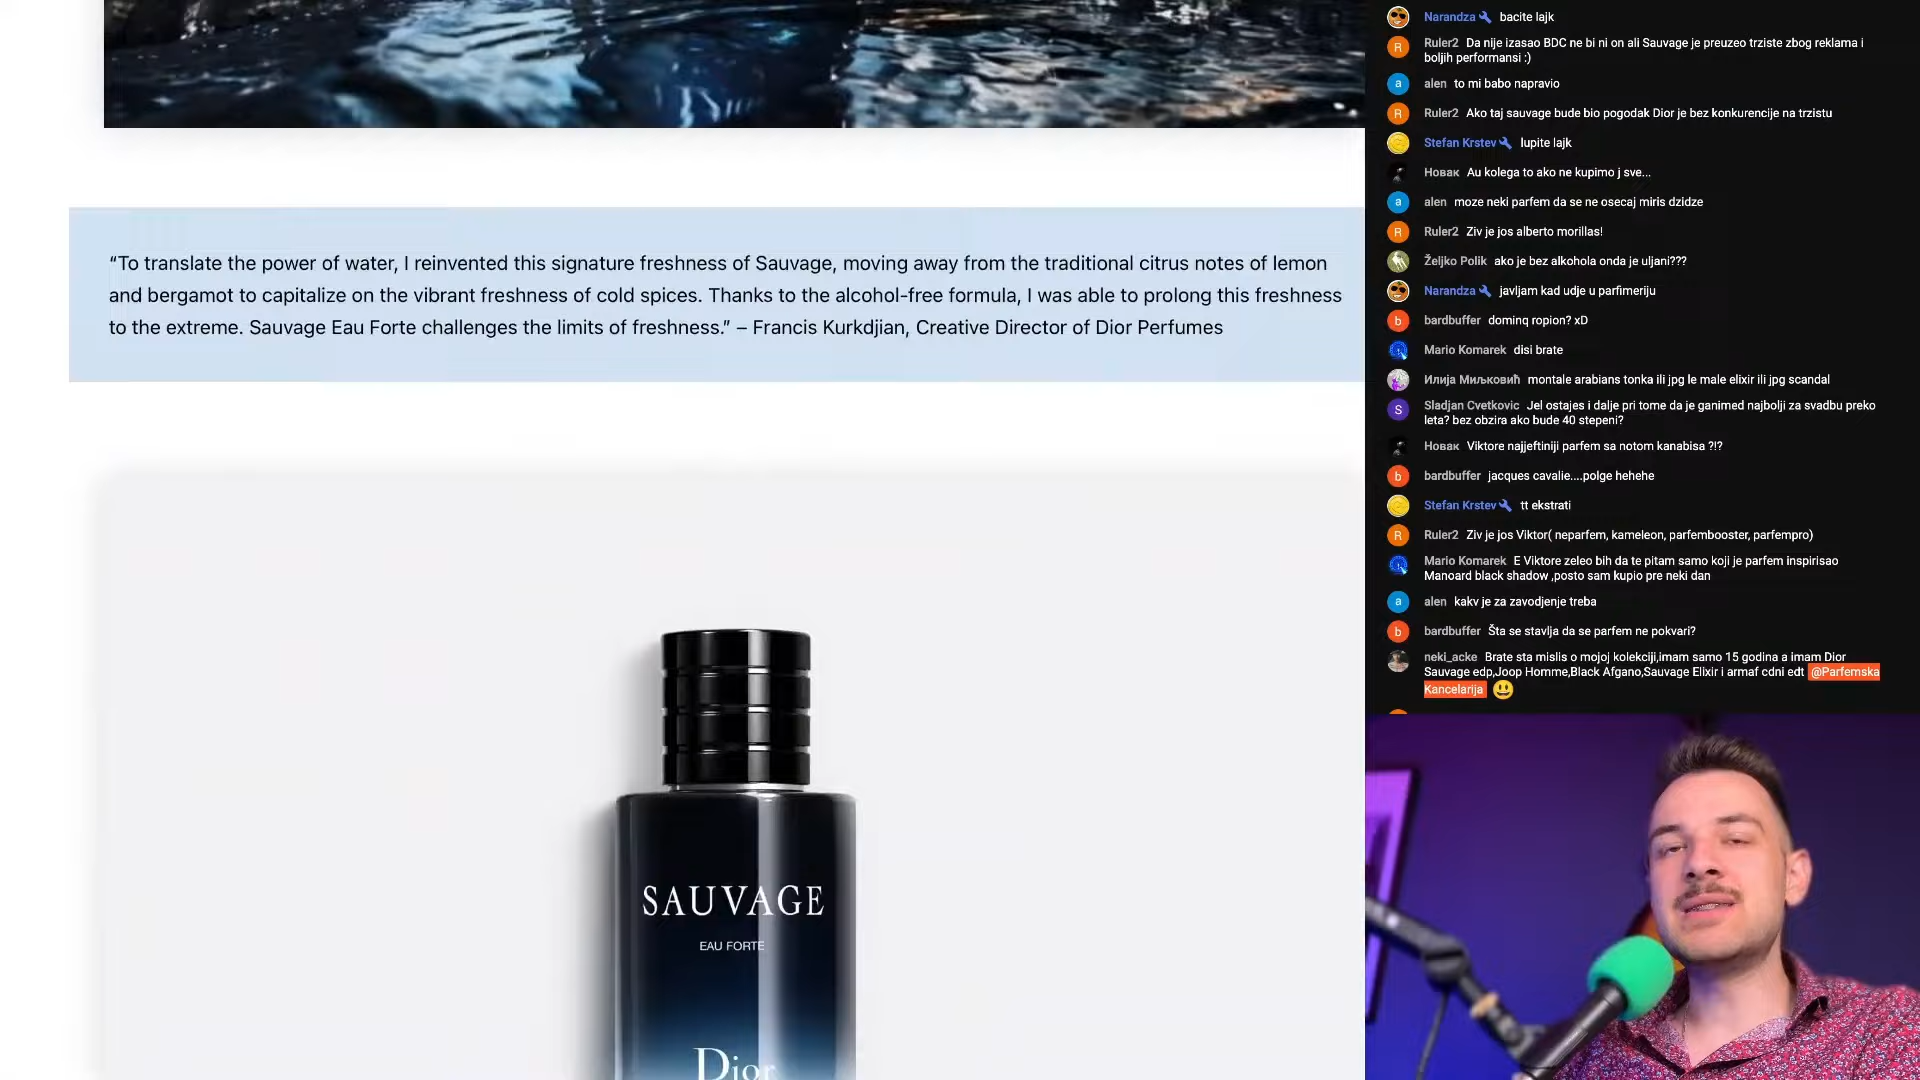 “To translate the power of water, I reinvented this signature freshness of Sauvage, moving away from the traditional citrus notes of lemon
and bergamot to capitalize on the vibrant freshness of cold spices. Thanks to the alcohol-free formula, I was able to prolong this freshness
to the extreme. Sauvage Eau Forte challenges the limits of freshness.” – Francis Kurkdjian, Creative Director of Dior Perfumes
SAUVAGE
EAU FORTE
Dior
Narandza bacite lajk
R Ruler2 Da nije izasao BDC ne bi ni on ali Sauvage je preuzeo trziste zbog reklama i
boljih performansi :)
a alen to mi babo napravio
R Ruler2 Ako taj sauvage bude bio pogodak Dior je bez konkurencije na trzistu
Stefan Krstev lupite lajk
Новак Au kolega to ako ne kupimo j sve...
a alen moze neki parfem da se ne osecaj miris dzidze
R Ruler2 Ziv je jos alberto morillas!
Željko Polik ako je bez alkohola onda je uljani???
Narandza javljam kad udje u parfimeriju
b bardbuffer dominq ropion? xD
Mario Komarek disi brate
Илија Миљковић montale arabians tonka ili jpg le male elixir ili jpg scandal
S Sladjan Cvetkovic Jel ostajes i dalje pri tome da je ganimed najbolji za svadbu preko
leta? bez obzira ako bude 40 stepeni?
Новак Viktore najjeftiniji parfem sa notom kanabisa ?!?
b bardbuffer jacques cavalie....polge hehehe
Stefan Krstev tt ekstrati
R Ruler2 Ziv je jos Viktor( neparfem, kameleon, parfembooster, parfempro)
Mario Komarek E Viktore zeleo bih da te pitam samo koji je parfem inspirisao
Manoard black shadow ,posto sam kupio pre neki dan
a alen kakv je za zavodjenje treba
b bardbuffer Šta se stavlja da se parfem ne pokvari?
neki_acke Brate sta mislis o mojoj kolekciji,imam samo 15 godina a imam Dior
Sauvage edp,Joop Homme,Black Afgano,Sauvage Elixir i armaf cdni edt @Parfemska
Kancelarija